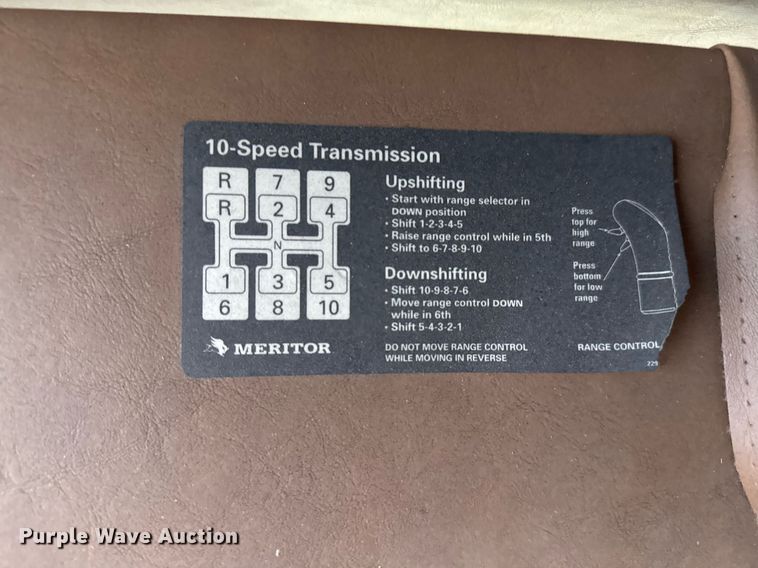 10-Speed Transmission
R 7 9
R 2 4
N
1 3 5
6 8 10
MERITOR
Upshifting
• Start with range selector in
DOWN position
• Shift 1-2-3-4-5
• Raise range control while in 5th
• Shift to 6-7-8-9-10
Downshifting
• Shift 10-9-8-7-6
• Move range control DOWN
while in 6th
• Shift 5-4-3-2-1
DO NOT MOVE RANGE CONTROL
WHILE MOVING IN REVERSE
Press
top for
high
range
Press
bottom
for low
range
RANGE CONTROL
229
Purple Wave Auction